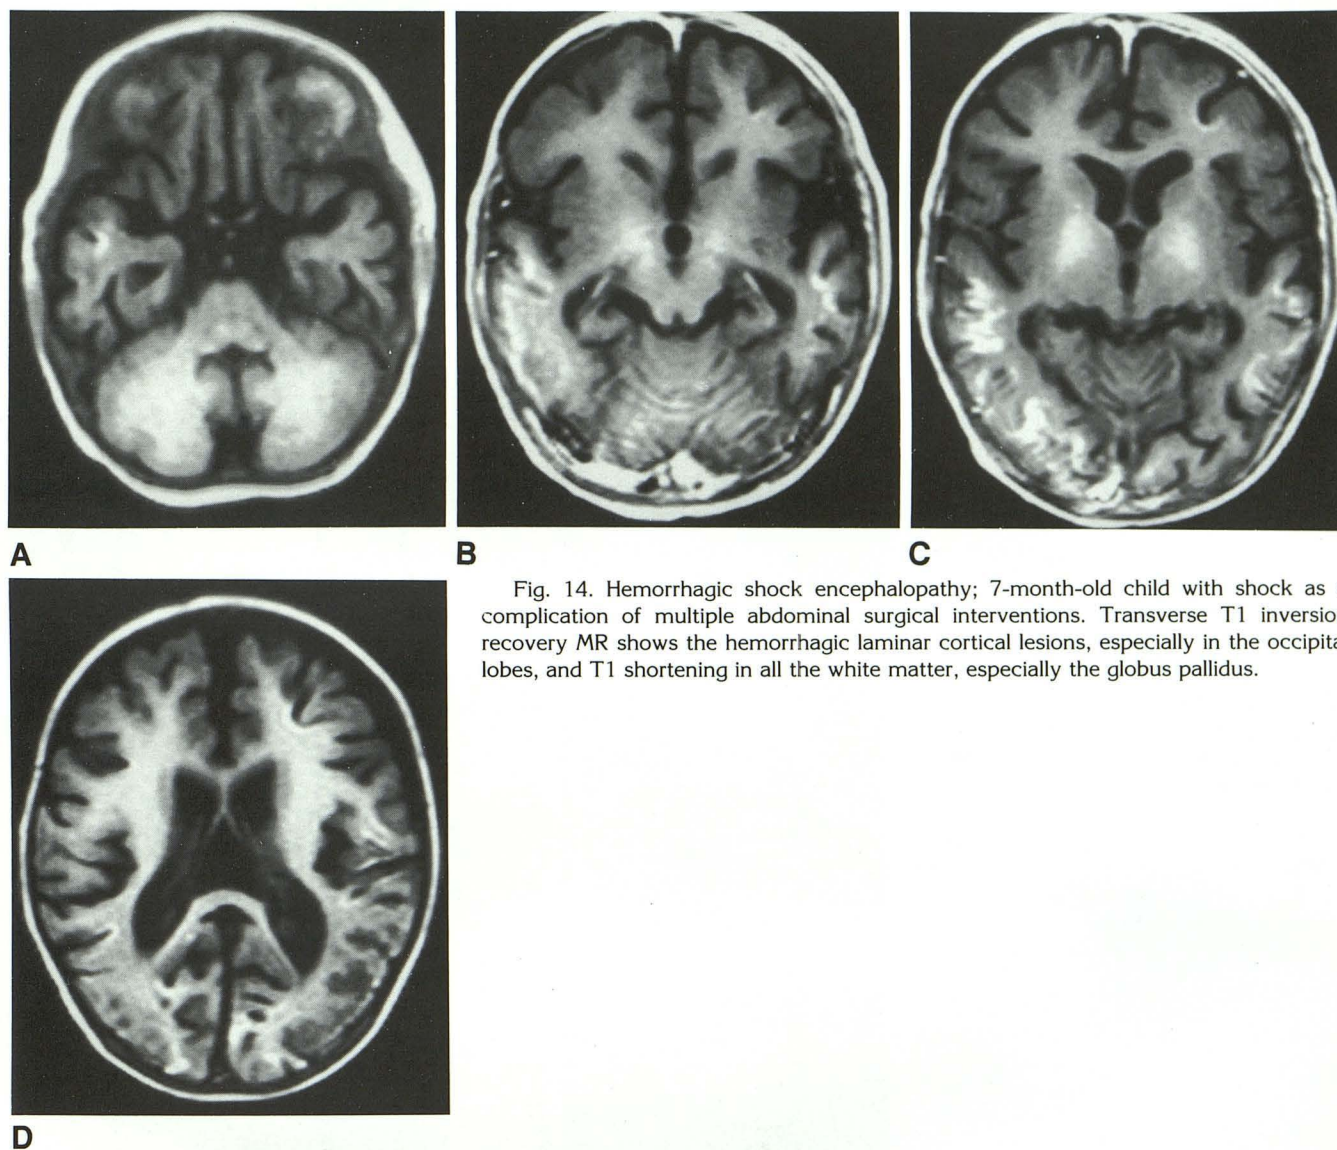 A
B
C
Fig. 14. Hemorrhagic shock encephalopathy; 7-month-old child with shock as
complication of multiple abdominal surgical interventions. Transverse T1 inversio
recovery MR shows the hemorrhagic laminar cortical lesions, especially in the occipita
lobes, and T1 shortening in all the white matter, especially the globus pallidus.
D